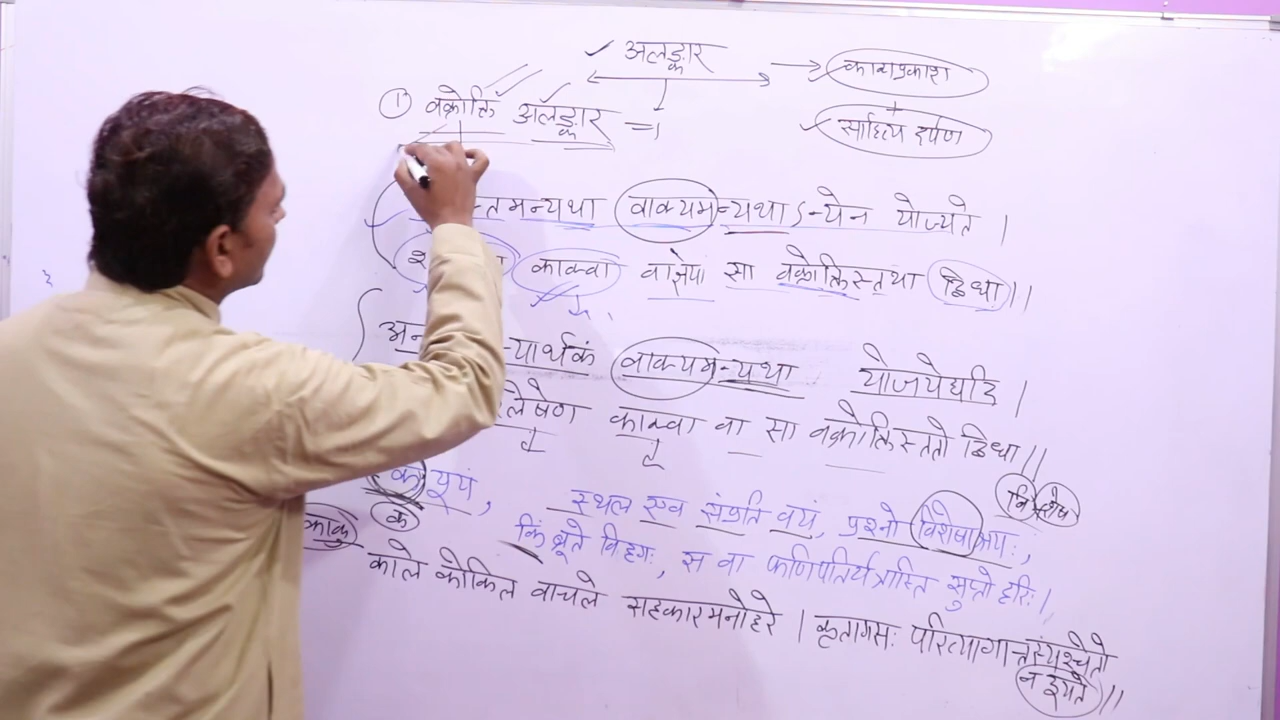 ✓ अलङ्कार → काव्यप्रकाश
+
① वक्रोक्ति अलङ्कार = ✓ साहित्य दर्पण
स्तमन्यथा वाक्यमन्यथाऽन्येन योज्यते ।
काक्वा वा ज्ञेया सा वक्रोक्तिस्तथा द्विधा ।।
न्यार्थकं वाक्यमन्यथा योजयेद्यदि ।
श्लेषेण काक्वा वा सा वक्रोक्तिस्ततो द्विधा ।।
के यूयं, स्थल एव संप्रति वयं, प्रश्नो विशेषाश्रयः, वि शेष
काकु क किं ब्रूते विहगः, स वा फणिपतिर्यत्रास्ति सुप्तो हरिः ।
काले कोकिल वाचले सहकारमनोहरे । कृतागसः परित्यागात्तस्यश्चेतो
न दूयते ।।